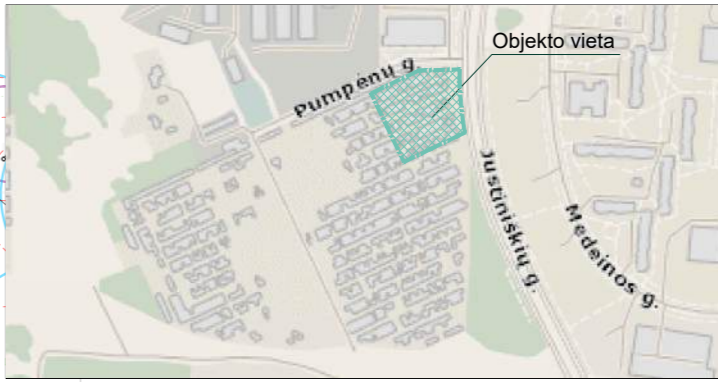 Objekto vieta
Pumpėnų g.
Justiniškių g.
Medeinos g.